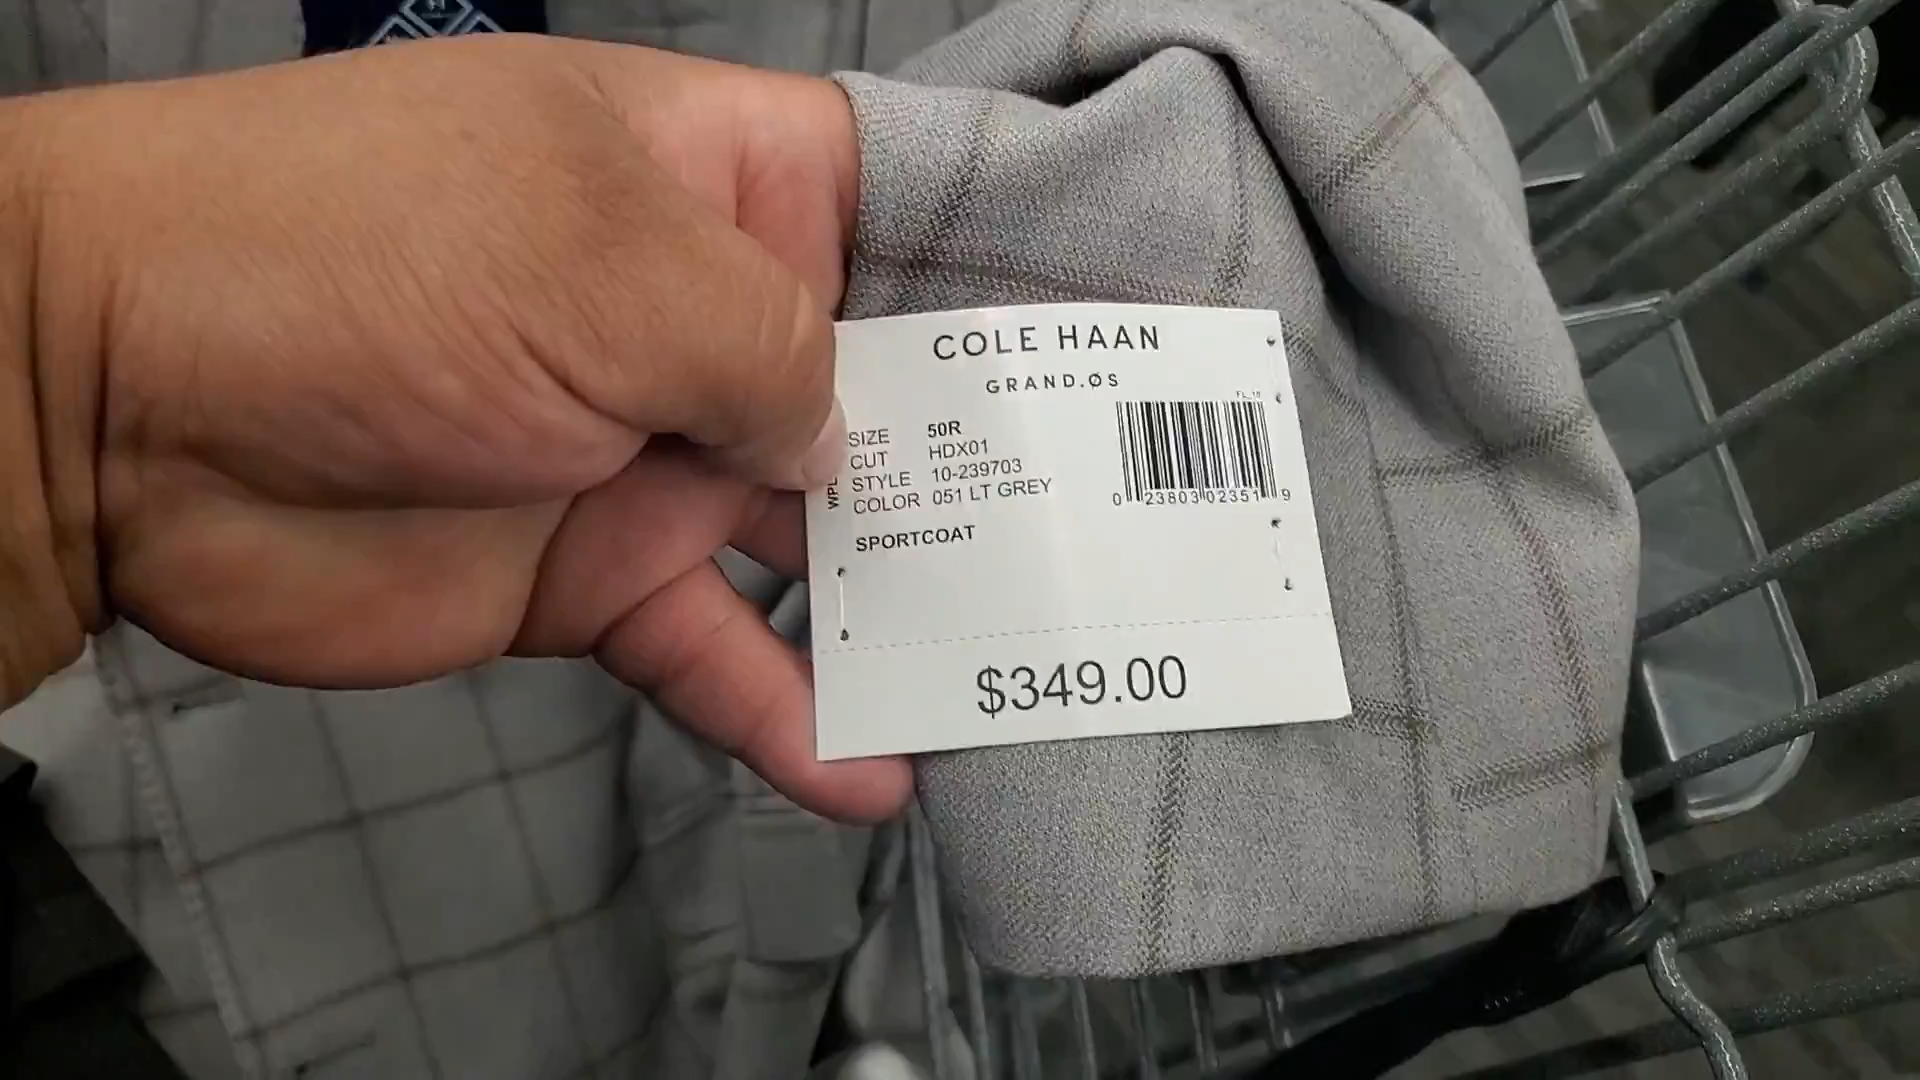 COLE HAAN
GRAND.ØS
SIZE 50R
CUT HDX01
STYLE 10-239703
COLOR 051 LT GREY
SPORTCOAT
WPL
0 23803 02351 9
$349.00